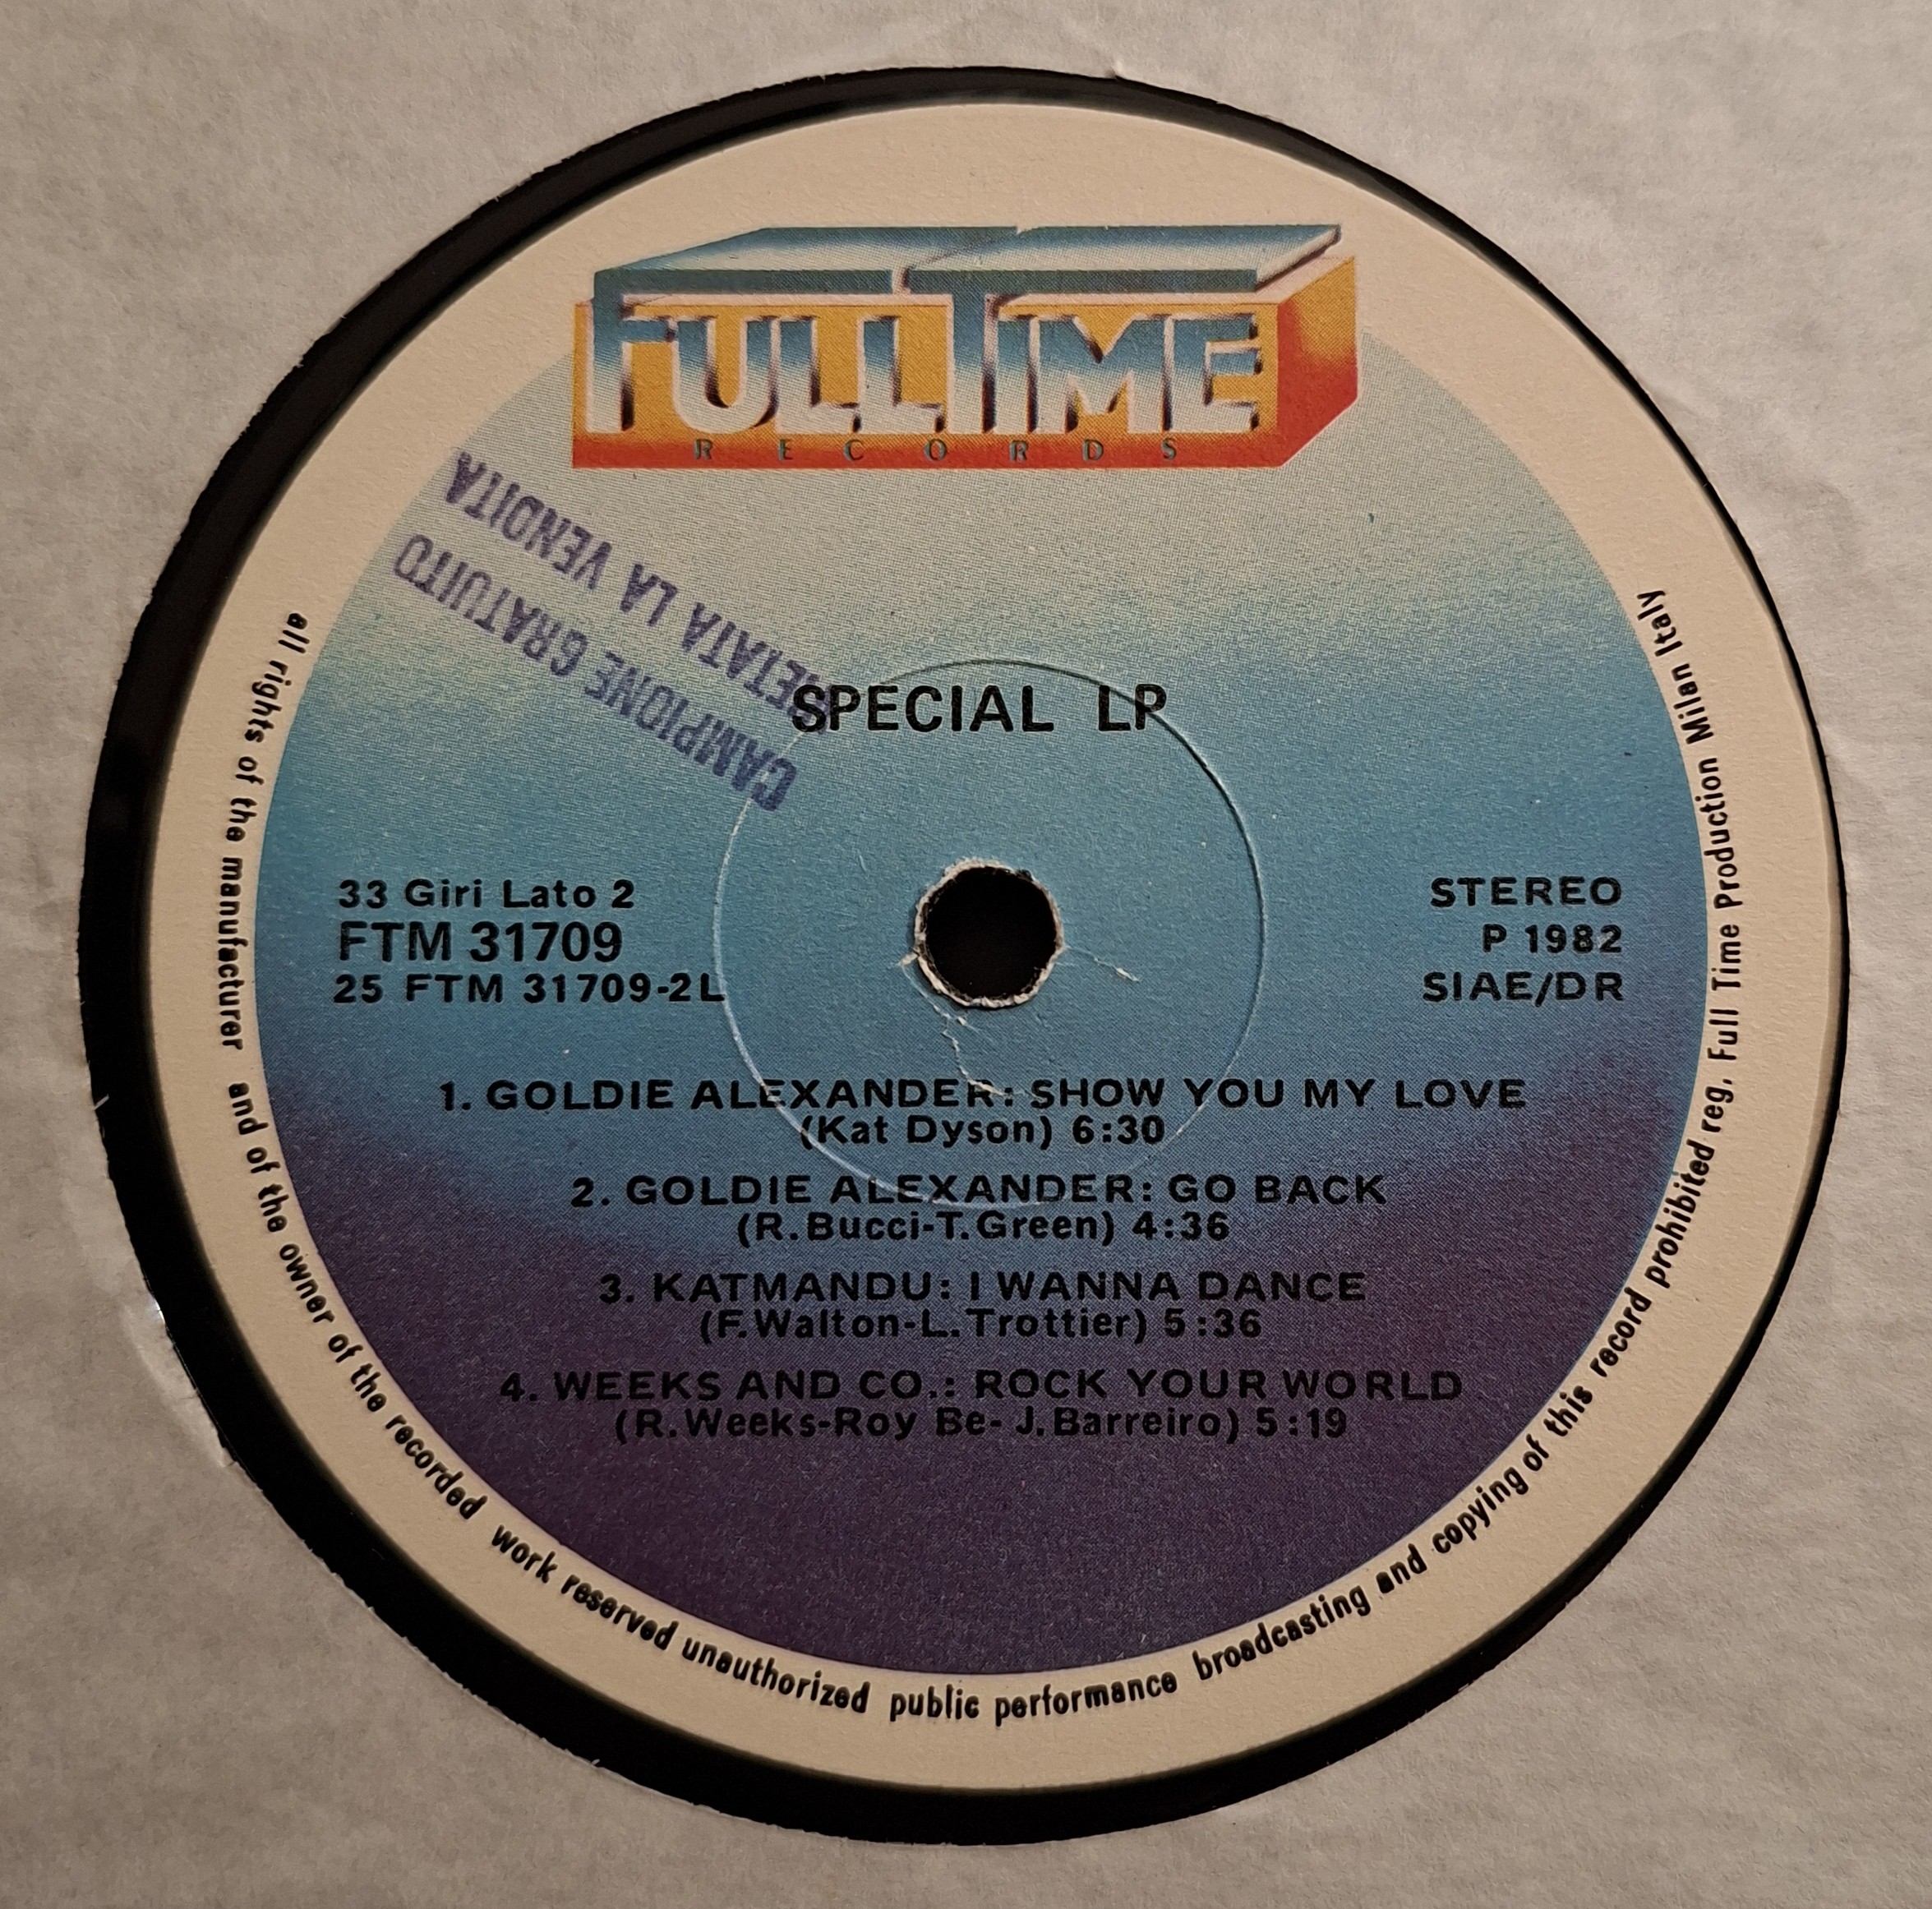 FULLTIME
RECORDS
CAMPIONE GRATUITO
LA VENDITA
SPECIAL LP
33 Giri Lato 2
FTM 31709
25 FTM 31709-2L
STEREO
P 1982
SIAE/DR
1. GOLDIE ALEXANDER: SHOW YOU MY LOVE
(Kat Dyson) 6:30
2. GOLDIE ALEXANDER: GO BACK
(R.Bucci-T.Green) 4:36
3. KATMANDU: I WANNA DANCE
(F.Walton-L.Trottier) 5:36
4. WEEKS AND CO.: ROCK YOUR WORLD
(R.Weeks-Roy Be- J.Barreiro) 5:19
all rights of the manufacturer and of the owner of the recorded work reserved unauthorized public performance broadcasting and copying of this record prohibited reg. Full Time Production Milan Italy